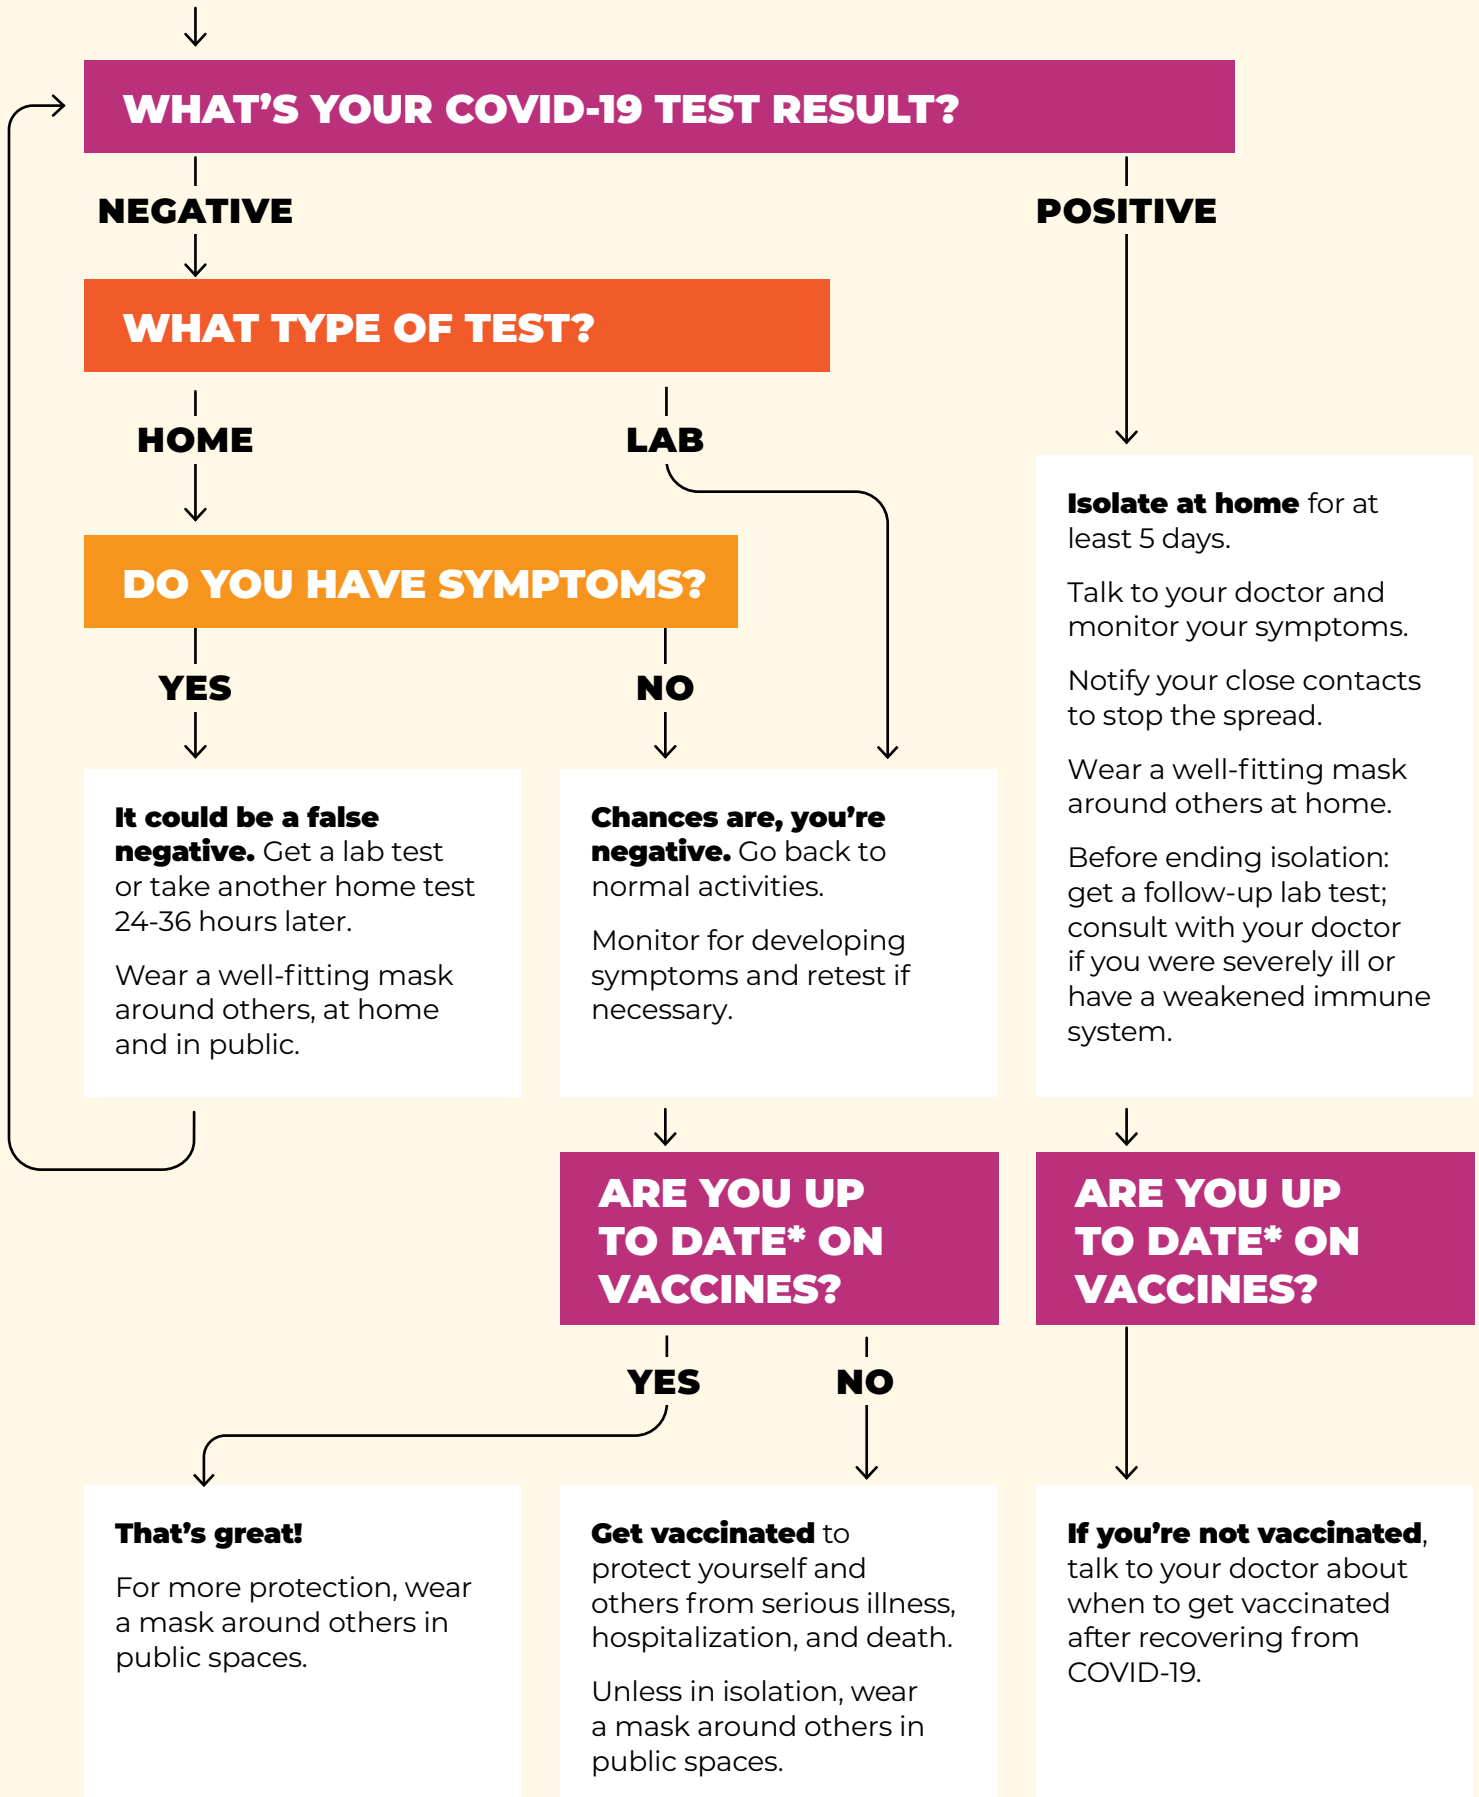 WHAT'S YOUR COVID-19 TEST RESULT?
NEGATIVE
POSITIVE
WHAT TYPE OF TEST?
HOME
LAB
DO YOU HAVE SYMPTOMS?
YES
NO
It could be a false
negative. Get a lab test
or take another home test
24-36 hours later.
Wear a well-fitting mask
around others, at home
and in public.
Chances are, you're
negative. Go back to
normal activities.
Monitor for developing
symptoms and retest if
necessary.
Isolate at home for at
least 5 days.
Talk to your doctor and
monitor your symptoms.
Notify your close contacts
to stop the spread.
Wear a well-fitting mask
around others at home.
Before ending isolation:
get a follow-up lab test;
consult with your doctor
if you were severely ill or
have a weakened immune
system.
ARE YOU UP
TO DATE* ON
VACCINES?
YES
NO
ARE YOU UP
TO DATE* ON
VACCINES?
That's great!
For more protection, wear
a mask around others in
public spaces.
Get vaccinated to
protect yourself and
others from serious illness,
hospitalization, and death.
Unless in isolation, wear
a mask around others in
public spaces.
If you're not vaccinated,
talk to your doctor about
when to get vaccinated
after recovering from
COVID-19.